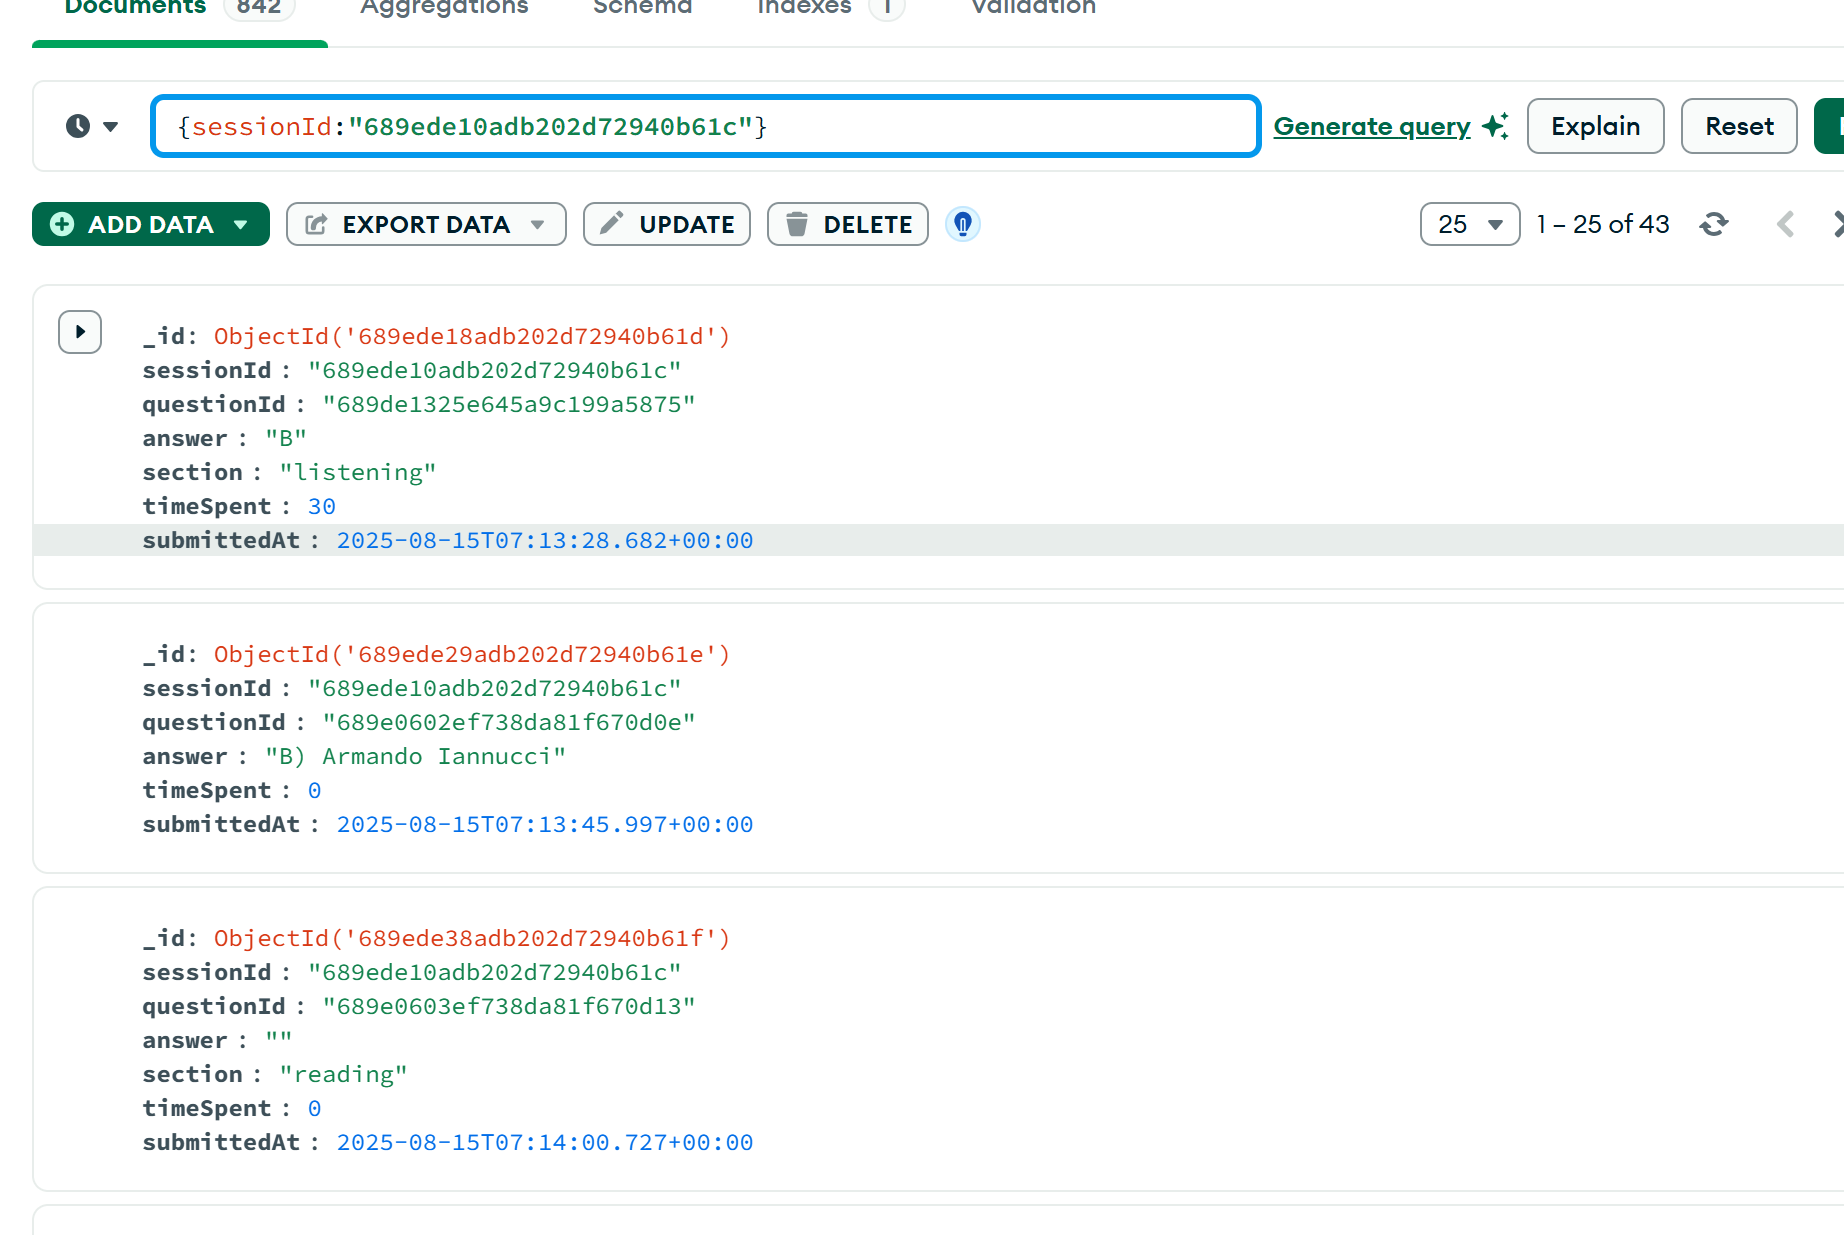 Documents 842 Aggregations Schema Indexes 1 Validation
{sessionId:"689ede10adb202d72940b61c"} Generate query Explain Reset
ADD DATA EXPORT DATA UPDATE DELETE 25 1 – 25 of 43
_id: ObjectId('689ede18adb202d72940b61d')
sessionId : "689ede10adb202d72940b61c"
questionId : "689de1325e645a9c199a5875"
answer : "B"
section : "listening"
timeSpent : 30
submittedAt : 2025-08-15T07:13:28.682+00:00
_id: ObjectId('689ede29adb202d72940b61e')
sessionId : "689ede10adb202d72940b61c"
questionId : "689e0602ef738da81f670d0e"
answer : "B) Armando Iannucci"
timeSpent : 0
submittedAt : 2025-08-15T07:13:45.997+00:00
_id: ObjectId('689ede38adb202d72940b61f')
sessionId : "689ede10adb202d72940b61c"
questionId : "689e0603ef738da81f670d13"
answer : ""
section : "reading"
timeSpent : 0
submittedAt : 2025-08-15T07:14:00.727+00:00